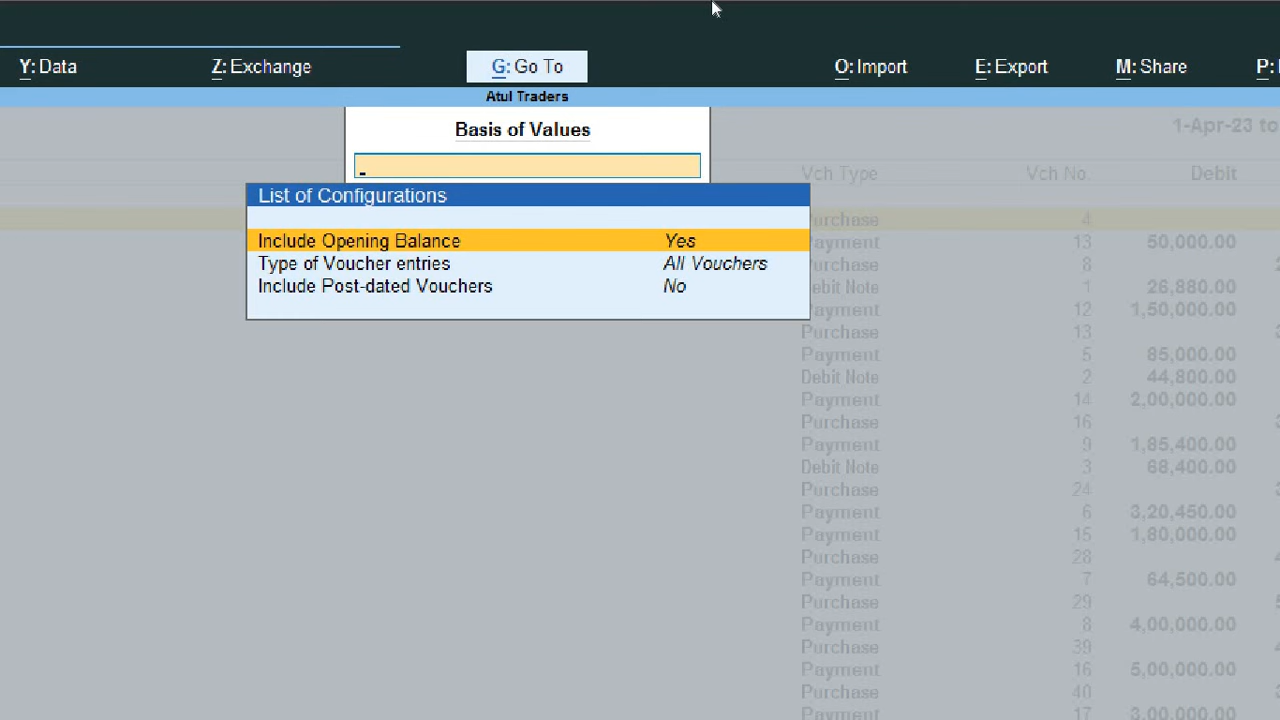 Y: Data Z: Exchange G: Go To O: Import E: Export M: Share P:
Atul Traders
Basis of Values
1-Apr-23 to
Vch Type Vch No. Debit
List of Configurations
Include Opening Balance Yes
Type of Voucher entries All Vouchers
Include Post-dated Vouchers No
Purchase 4
Payment 13 50,000.00
Purchase 8
Debit Note 1 26,880.00
Payment 12 1,50,000.00
Purchase 13
Payment 5 85,000.00
Debit Note 2 44,800.00
Payment 14 2,00,000.00
Purchase 16
Payment 9 1,85,400.00
Debit Note 3 68,400.00
Purchase 24
Payment 6 3,20,450.00
Payment 15 1,80,000.00
Purchase 28
Payment 7 64,500.00
Purchase 29
Payment 8 4,00,000.00
Purchase 39
Payment 16 5,00,000.00
Purchase 40
Payment 17 3,00,000.00